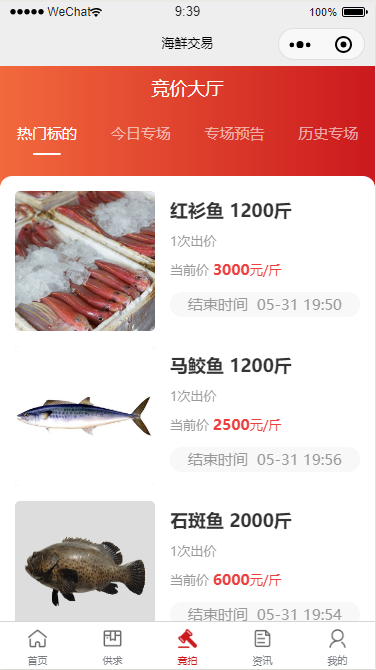 WeChat 9:39 100%
海鲜交易
竞价大厅
热门标的 今日专场 专场预告 历史专场
红衫鱼 1200斤
1次出价
当前价 3000元/斤
结束时间 05-31 19:50
马鲛鱼 1200斤
1次出价
当前价 2500元/斤
结束时间 05-31 19:56
石斑鱼 2000斤
1次出价
当前价 6000元/斤
结束时间 05-31 19:54
首页 供求 竞拍 资讯 我的